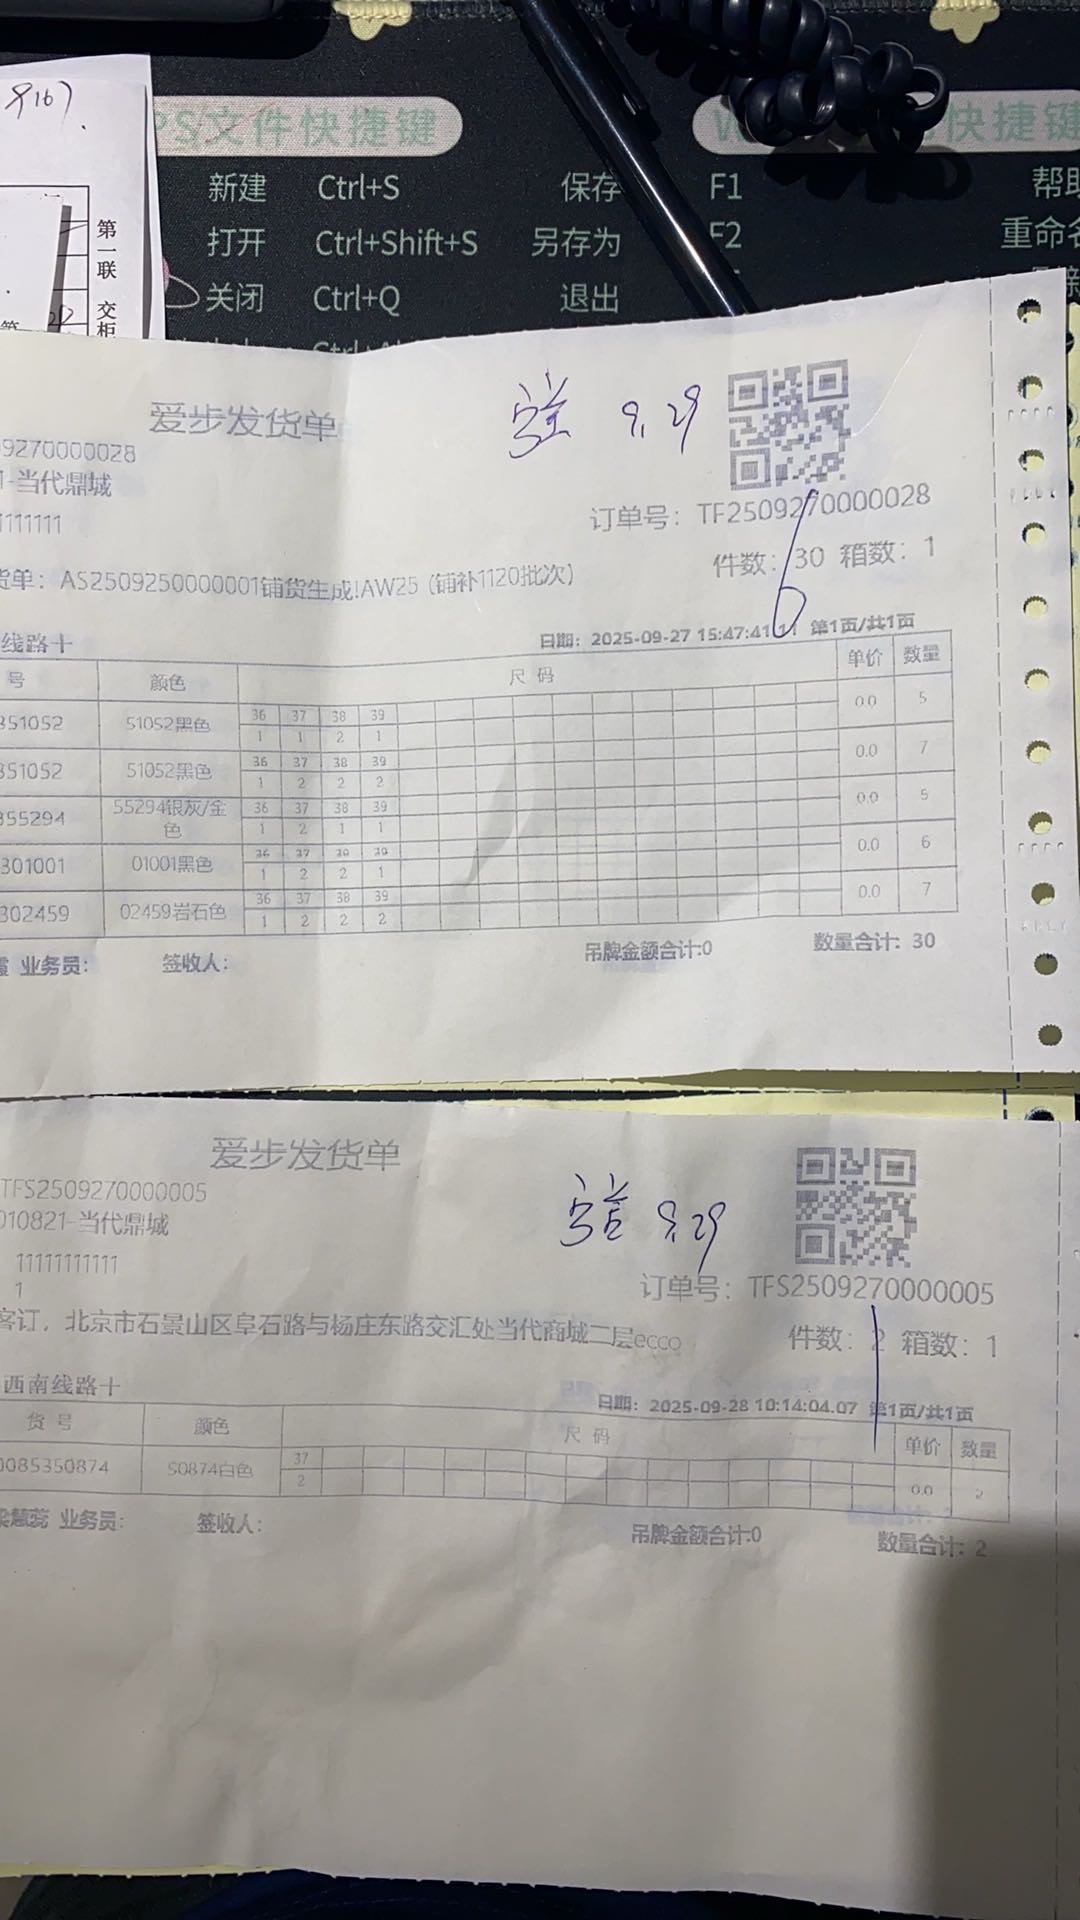 916)
第一联 交柜
PS文件快捷键
快捷键
新建 Ctrl+S 保存 F1 帮助
打开 Ctrl+Shift+S 另存为 F2 重命名
关闭 Ctrl+Q 退出
爱步发货单
9.29
09270000028
1-当代鼎城
1111111
订单号: TF2509270000028
件数: 30 箱数: 1
货单: AS2509250000001铺货生成!AW25 (铺补1120批次)
线路十
日期: 2025-09-27 15:47:41.11 第1页/共1页
号 颜色 尺 码 单价 数量
351052 51052黑色 36 37 38 39 0.0 5
1 1 2 1
351052 51052黑色 36 37 38 39 0.0 7
1 2 2 2
355294 55294银灰/金色 36 37 38 39 0.0 5
1 2 1 1
301001 01001黑色 36 37 38 39 0.0 6
1 2 2 1
302459 02459岩石色 36 37 38 39 0.0 7
1 2 2 2
业务员: 签收人: 吊牌金额合计:0 数量合计: 30
爱步发货单
9.29
TFS2509270000005
010821-当代鼎城
11111111111
1
订单号: TFS2509270000005
客订, 北京市石景山区阜石路与杨庄东路交汇处当代商城二层ecco
件数: 2 箱数: 1
西南线路十
日期: 2025-09-28 10:14:04.07 第1页/共1页
货 号 颜色 尺 码 单价 数量
0085350874 50874白色 37 0.0 2
2
业务员: 签收人: 吊牌金额合计:0 数量合计: 2